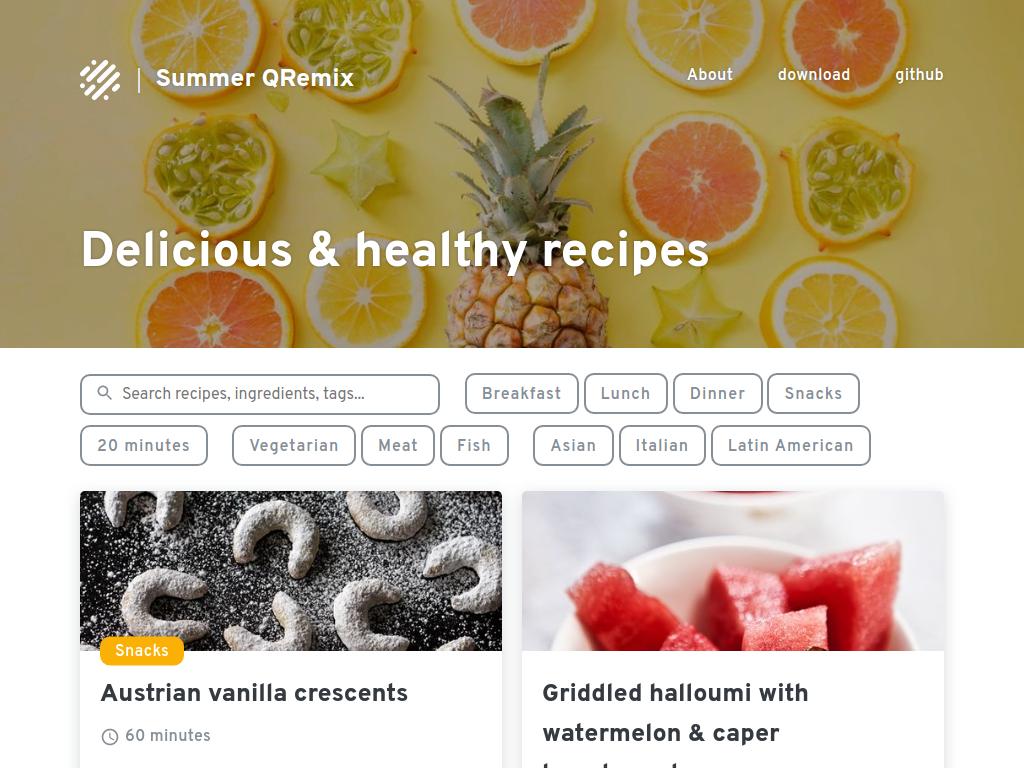 Summer QRemix
About download github
Delicious & healthy recipes
Search recipes, ingredients, tags...
Breakfast Lunch Dinner Snacks
20 minutes Vegetarian Meat Fish Asian Italian Latin American
Snacks
Austrian vanilla crescents
60 minutes
Griddled halloumi with
watermelon & caper